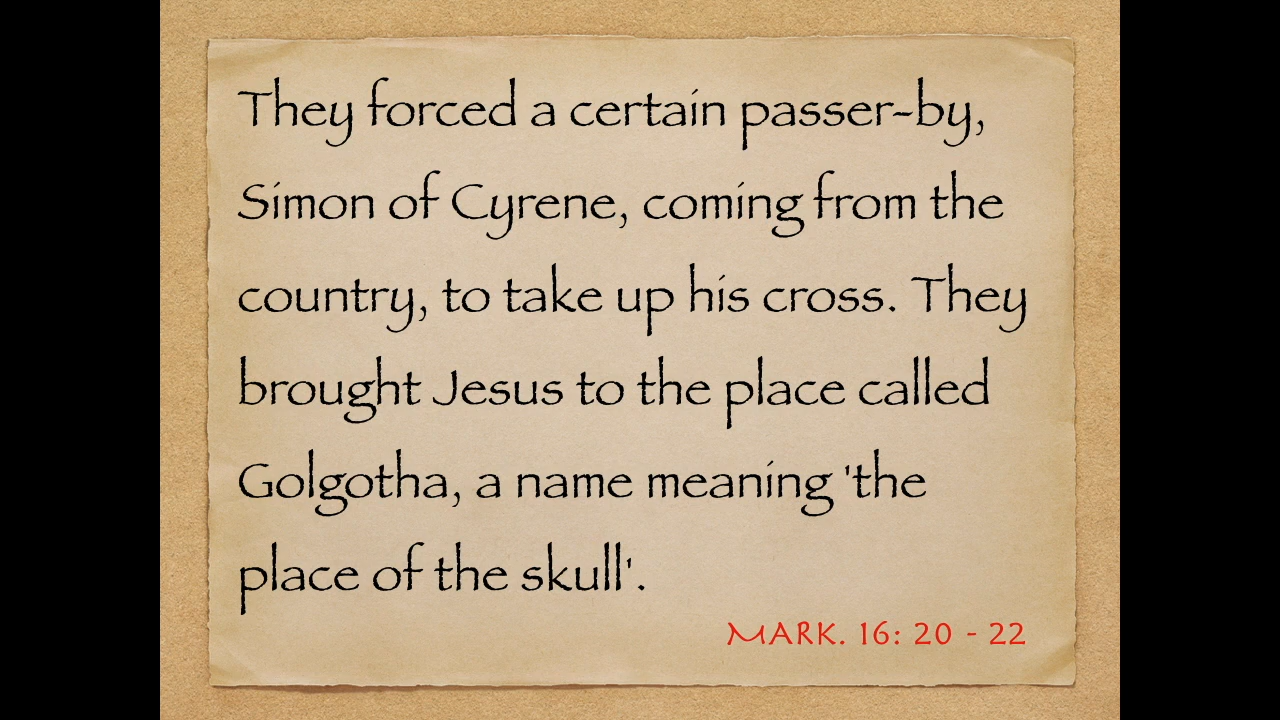 They forced a certain passer-by,
Simon of Cyrene, coming from the
country, to take up his cross. They
brought Jesus to the place called
Golgotha, a name meaning 'the
place of the skull'.
MARK. 16: 20 - 22